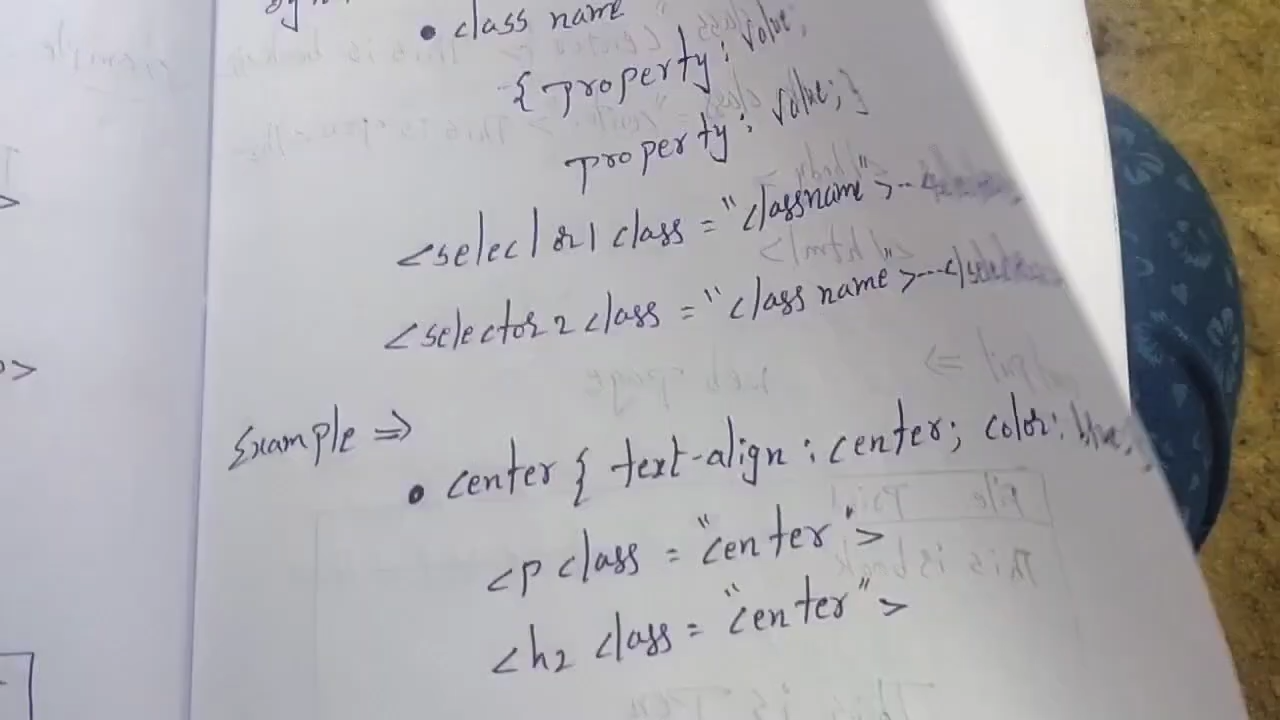 • class name
{ property : value;
property : value; }
<selector1 class = "classname">--
<selector2 class = "class name">---</
Example ⇒
• center { text-align : center; color : blue;
<p class = "center">
<h2 class = "center">